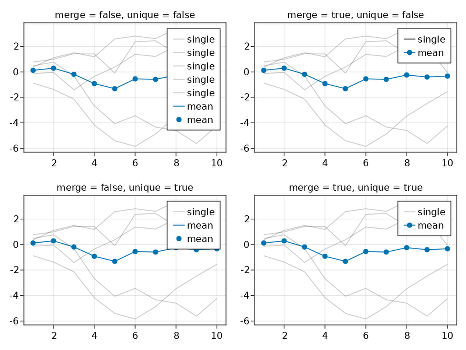 merge = false, unique = false
2
0
-2
-4
-6
2
4
6
8
10
single
single
single
single
single
mean
mean
merge = true, unique = false
2
0
-2
-4
-6
2
4
6
8
10
single
mean
merge = false, unique = true
2
0
-2
-4
-6
2
4
6
8
10
single
mean
mean
merge = true, unique = true
2
0
-2
-4
-6
2
4
6
8
10
single
mean